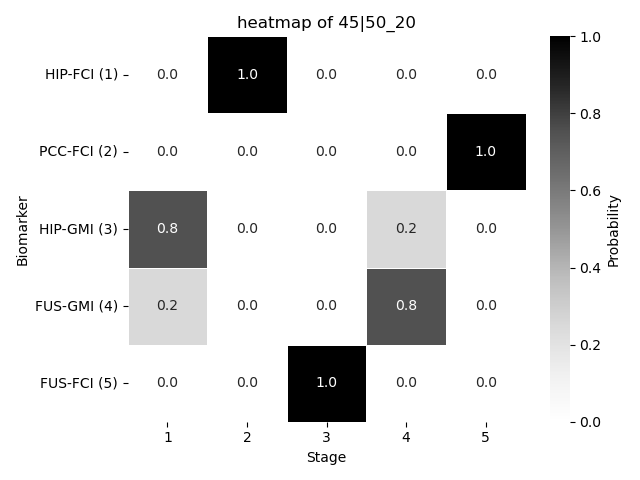 heatmap of 45|50_20
HIP-FCI (1) 0.0 1.0 0.0 0.0 0.0
PCC-FCI (2) 0.0 0.0 0.0 0.0 1.0
HIP-GMI (3) 0.8 0.0 0.0 0.2 0.0
FUS-GMI (4) 0.2 0.0 0.0 0.8 0.0
FUS-FCI (5) 0.0 0.0 1.0 0.0 0.0
1 2 3 4 5
Stage
Biomarker
1.0
0.8
0.6
0.4
0.2
0.0
Probability